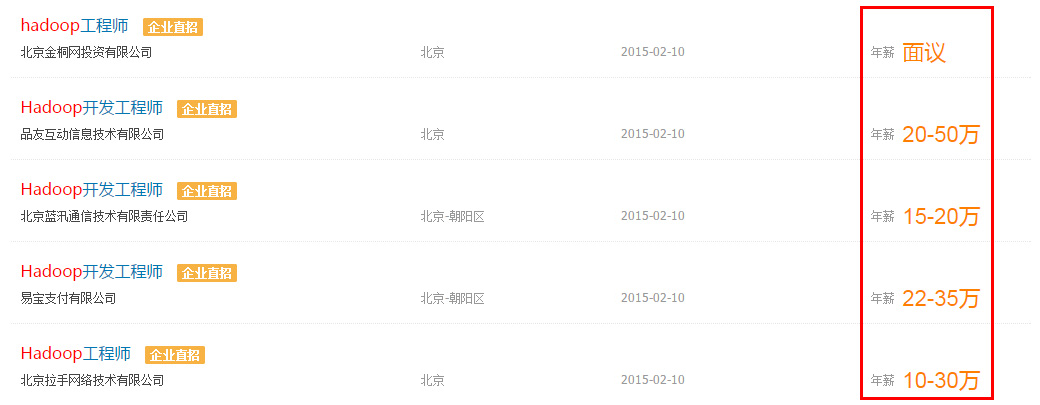 hadoop工程师 企业直招
北京金桐网投资有限公司 北京 2015-02-10 年薪 面议
Hadoop开发工程师 企业直招
品友互动信息技术有限公司 北京 2015-02-10 年薪 20-50万
Hadoop开发工程师 企业直招
北京蓝汛通信技术有限责任公司 北京-朝阳区 2015-02-10 年薪 15-20万
Hadoop开发工程师 企业直招
易宝支付有限公司 北京-朝阳区 2015-02-10 年薪 22-35万
Hadoop工程师 企业直招
北京拉手网络技术有限公司 北京 2015-02-10 年薪 10-30万